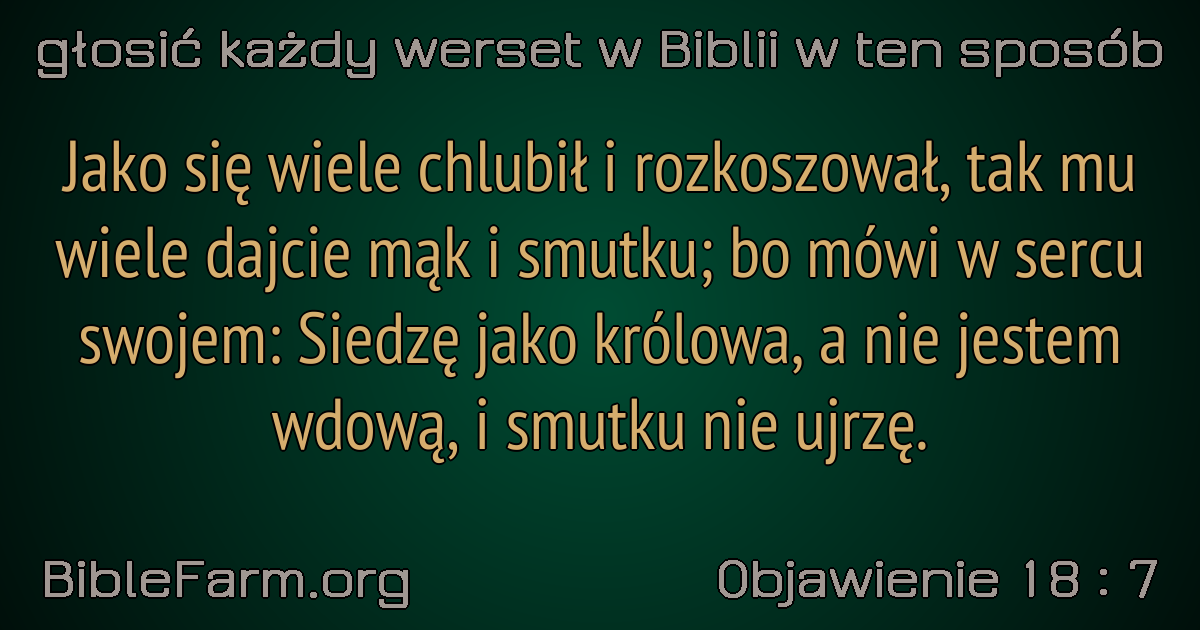 głosić każdy werset w Biblii w ten sposób
Jako się wiele chlubił i rozkoszował, tak mu
wiele dajcie mąk i smutku; bo mówi w sercu
swojem: Siedzę jako królowa, a nie jestem
wdową, i smutku nie ujrzę.
BibleFarm.org
Objawienie 18 : 7